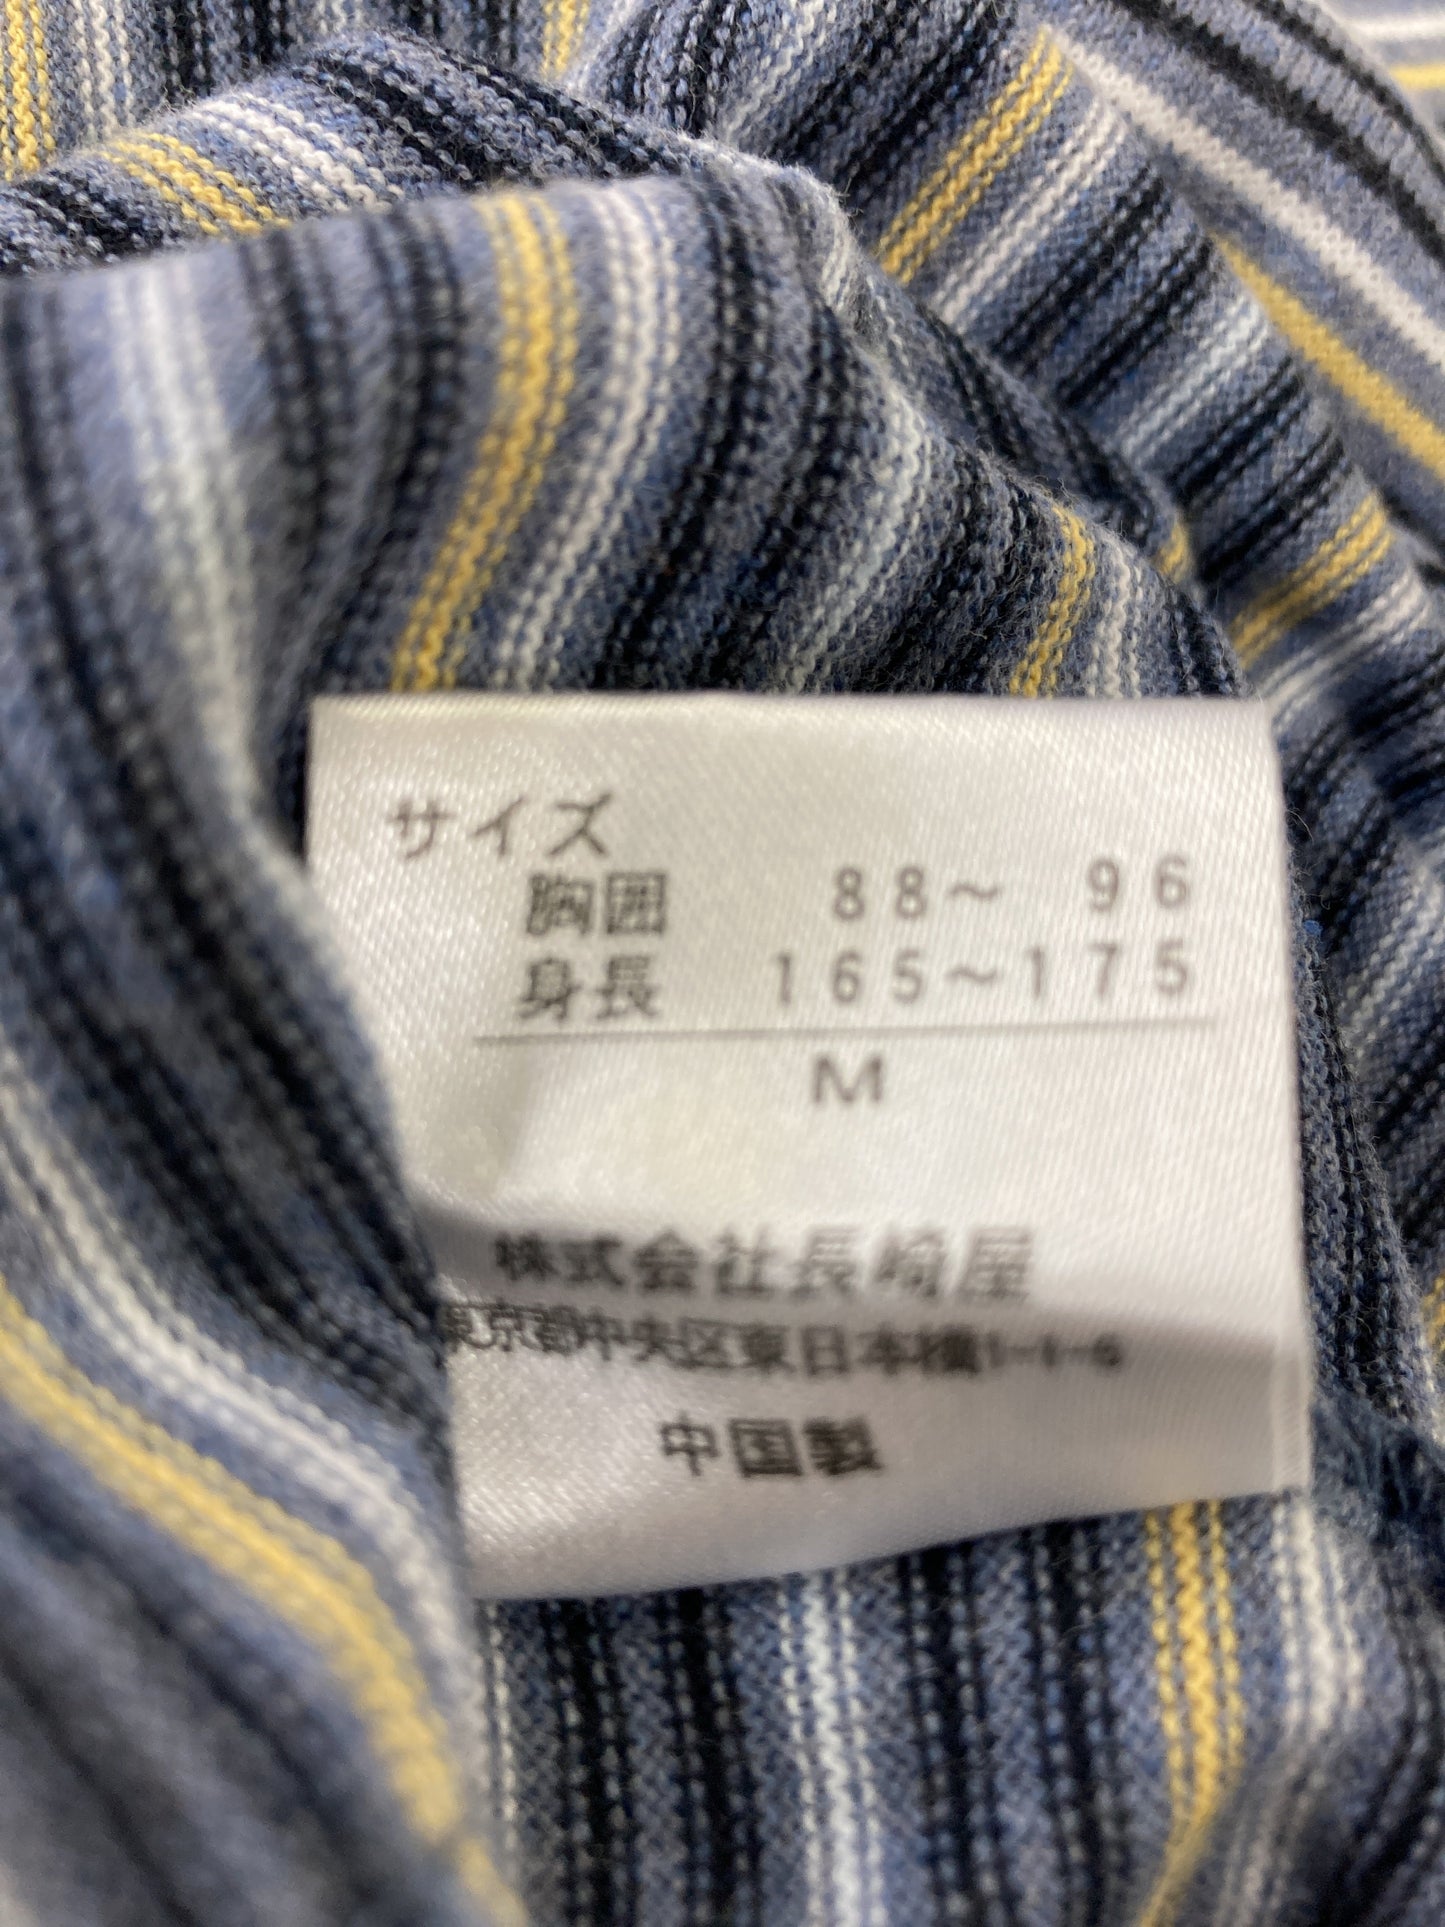 サイズ
胸囲 88～ 96
身長 165～175
M
株式会社長崎屋
東京都中央区東日本橋1-1-6
中国製